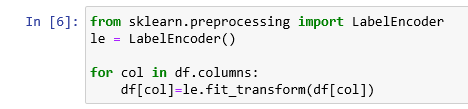 In [6]: from sklearn.preprocessing import LabelEncoder
le = LabelEncoder()

for col in df.columns:
    df[col]=le.fit_transform(df[col])